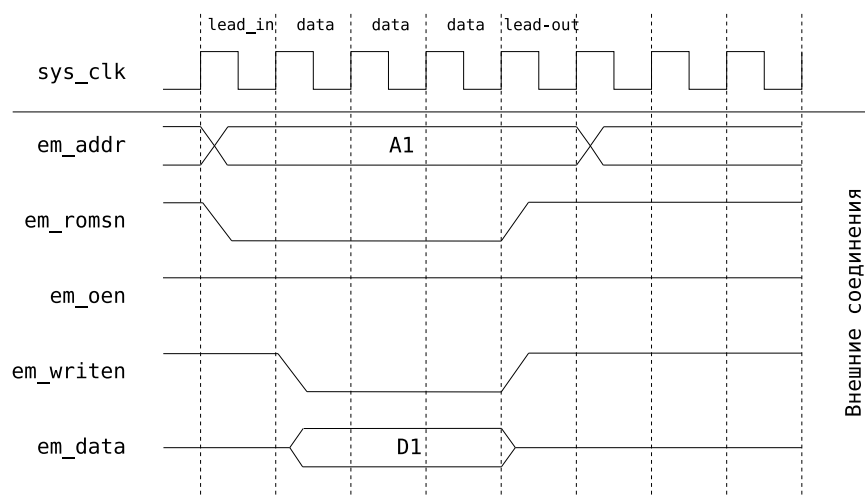 lead_in data data data lead-out
sys_clk
em_addr A1
em_romsn
em_oen
em_writen
em_data D1
Внешние соединения